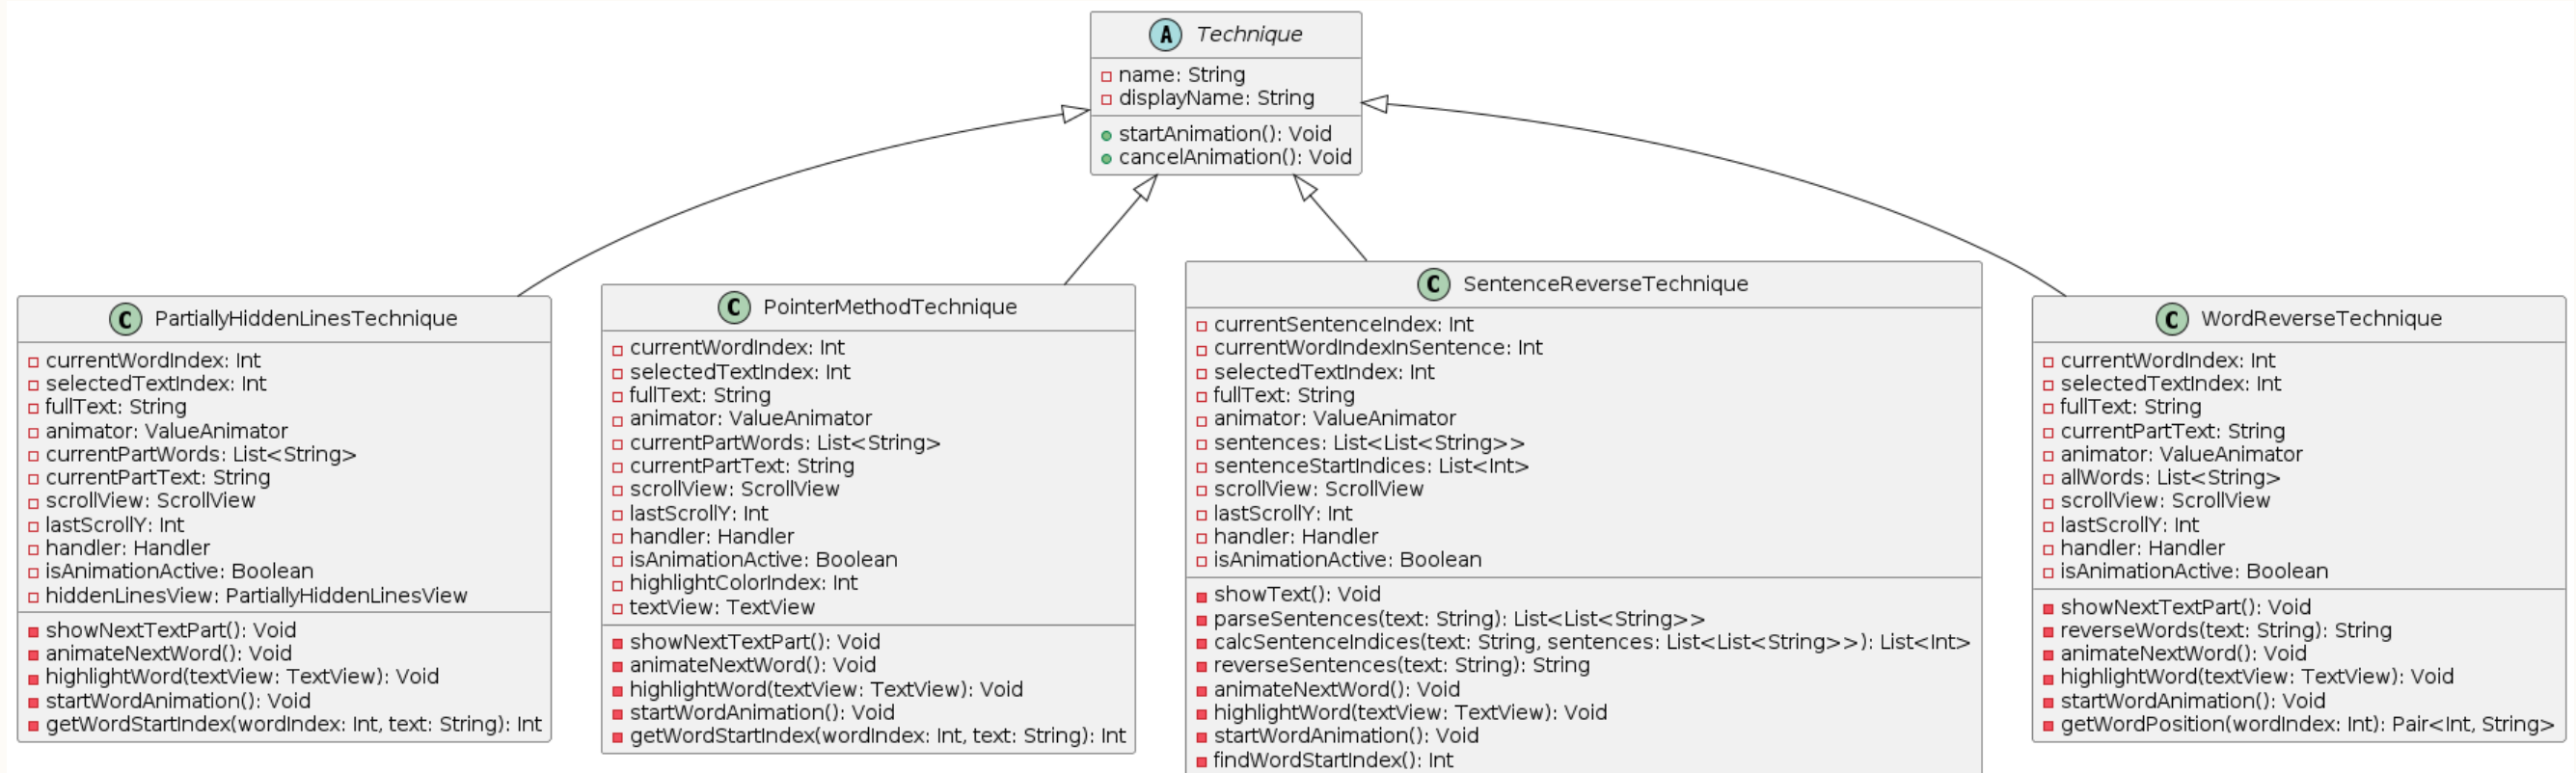 A Technique
name: String
displayName: String
startAnimation(): Void
cancelAnimation(): Void
C PartiallyHiddenLinesTechnique
currentWordIndex: Int
selectedTextIndex: Int
fullText: String
animator: ValueAnimator
currentPartWords: List<String>
currentPartText: String
scrollView: ScrollView
lastScrollY: Int
handler: Handler
isAnimationActive: Boolean
hiddenLinesView: PartiallyHiddenLinesView
showNextTextPart(): Void
animateNextWord(): Void
highlightWord(textView: TextView): Void
startWordAnimation(): Void
getWordStartIndex(wordIndex: Int, text: String): Int
C PointerMethodTechnique
currentWordIndex: Int
selectedTextIndex: Int
fullText: String
animator: ValueAnimator
currentPartWords: List<String>
currentPartText: String
scrollView: ScrollView
lastScrollY: Int
handler: Handler
isAnimationActive: Boolean
highlightColorIndex: Int
textView: TextView
showNextTextPart(): Void
animateNextWord(): Void
highlightWord(textView: TextView): Void
startWordAnimation(): Void
getWordStartIndex(wordIndex: Int, text: String): Int
C SentenceReverseTechnique
currentSentenceIndex: Int
currentWordIndexInSentence: Int
selectedTextIndex: Int
fullText: String
animator: ValueAnimator
sentences: List<List<String>>
sentenceStartIndices: List<Int>
scrollView: ScrollView
lastScrollY: Int
handler: Handler
isAnimationActive: Boolean
showText(): Void
parseSentences(text: String): List<List<String>>
calcSentenceIndices(text: String, sentences: List<List<String>>): List<Int>
reverseSentences(text: String): String
animateNextWord(): Void
highlightWord(textView: TextView): Void
startWordAnimation(): Void
findWordStartIndex(): Int
C WordReverseTechnique
currentWordIndex: Int
selectedTextIndex: Int
fullText: String
currentPartText: String
animator: ValueAnimator
allWords: List<String>
scrollView: ScrollView
lastScrollY: Int
handler: Handler
isAnimationActive: Boolean
showNextTextPart(): Void
reverseWords(text: String): String
animateNextWord(): Void
highlightWord(textView: TextView): Void
startWordAnimation(): Void
getWordPosition(wordIndex: Int): Pair<Int, String>